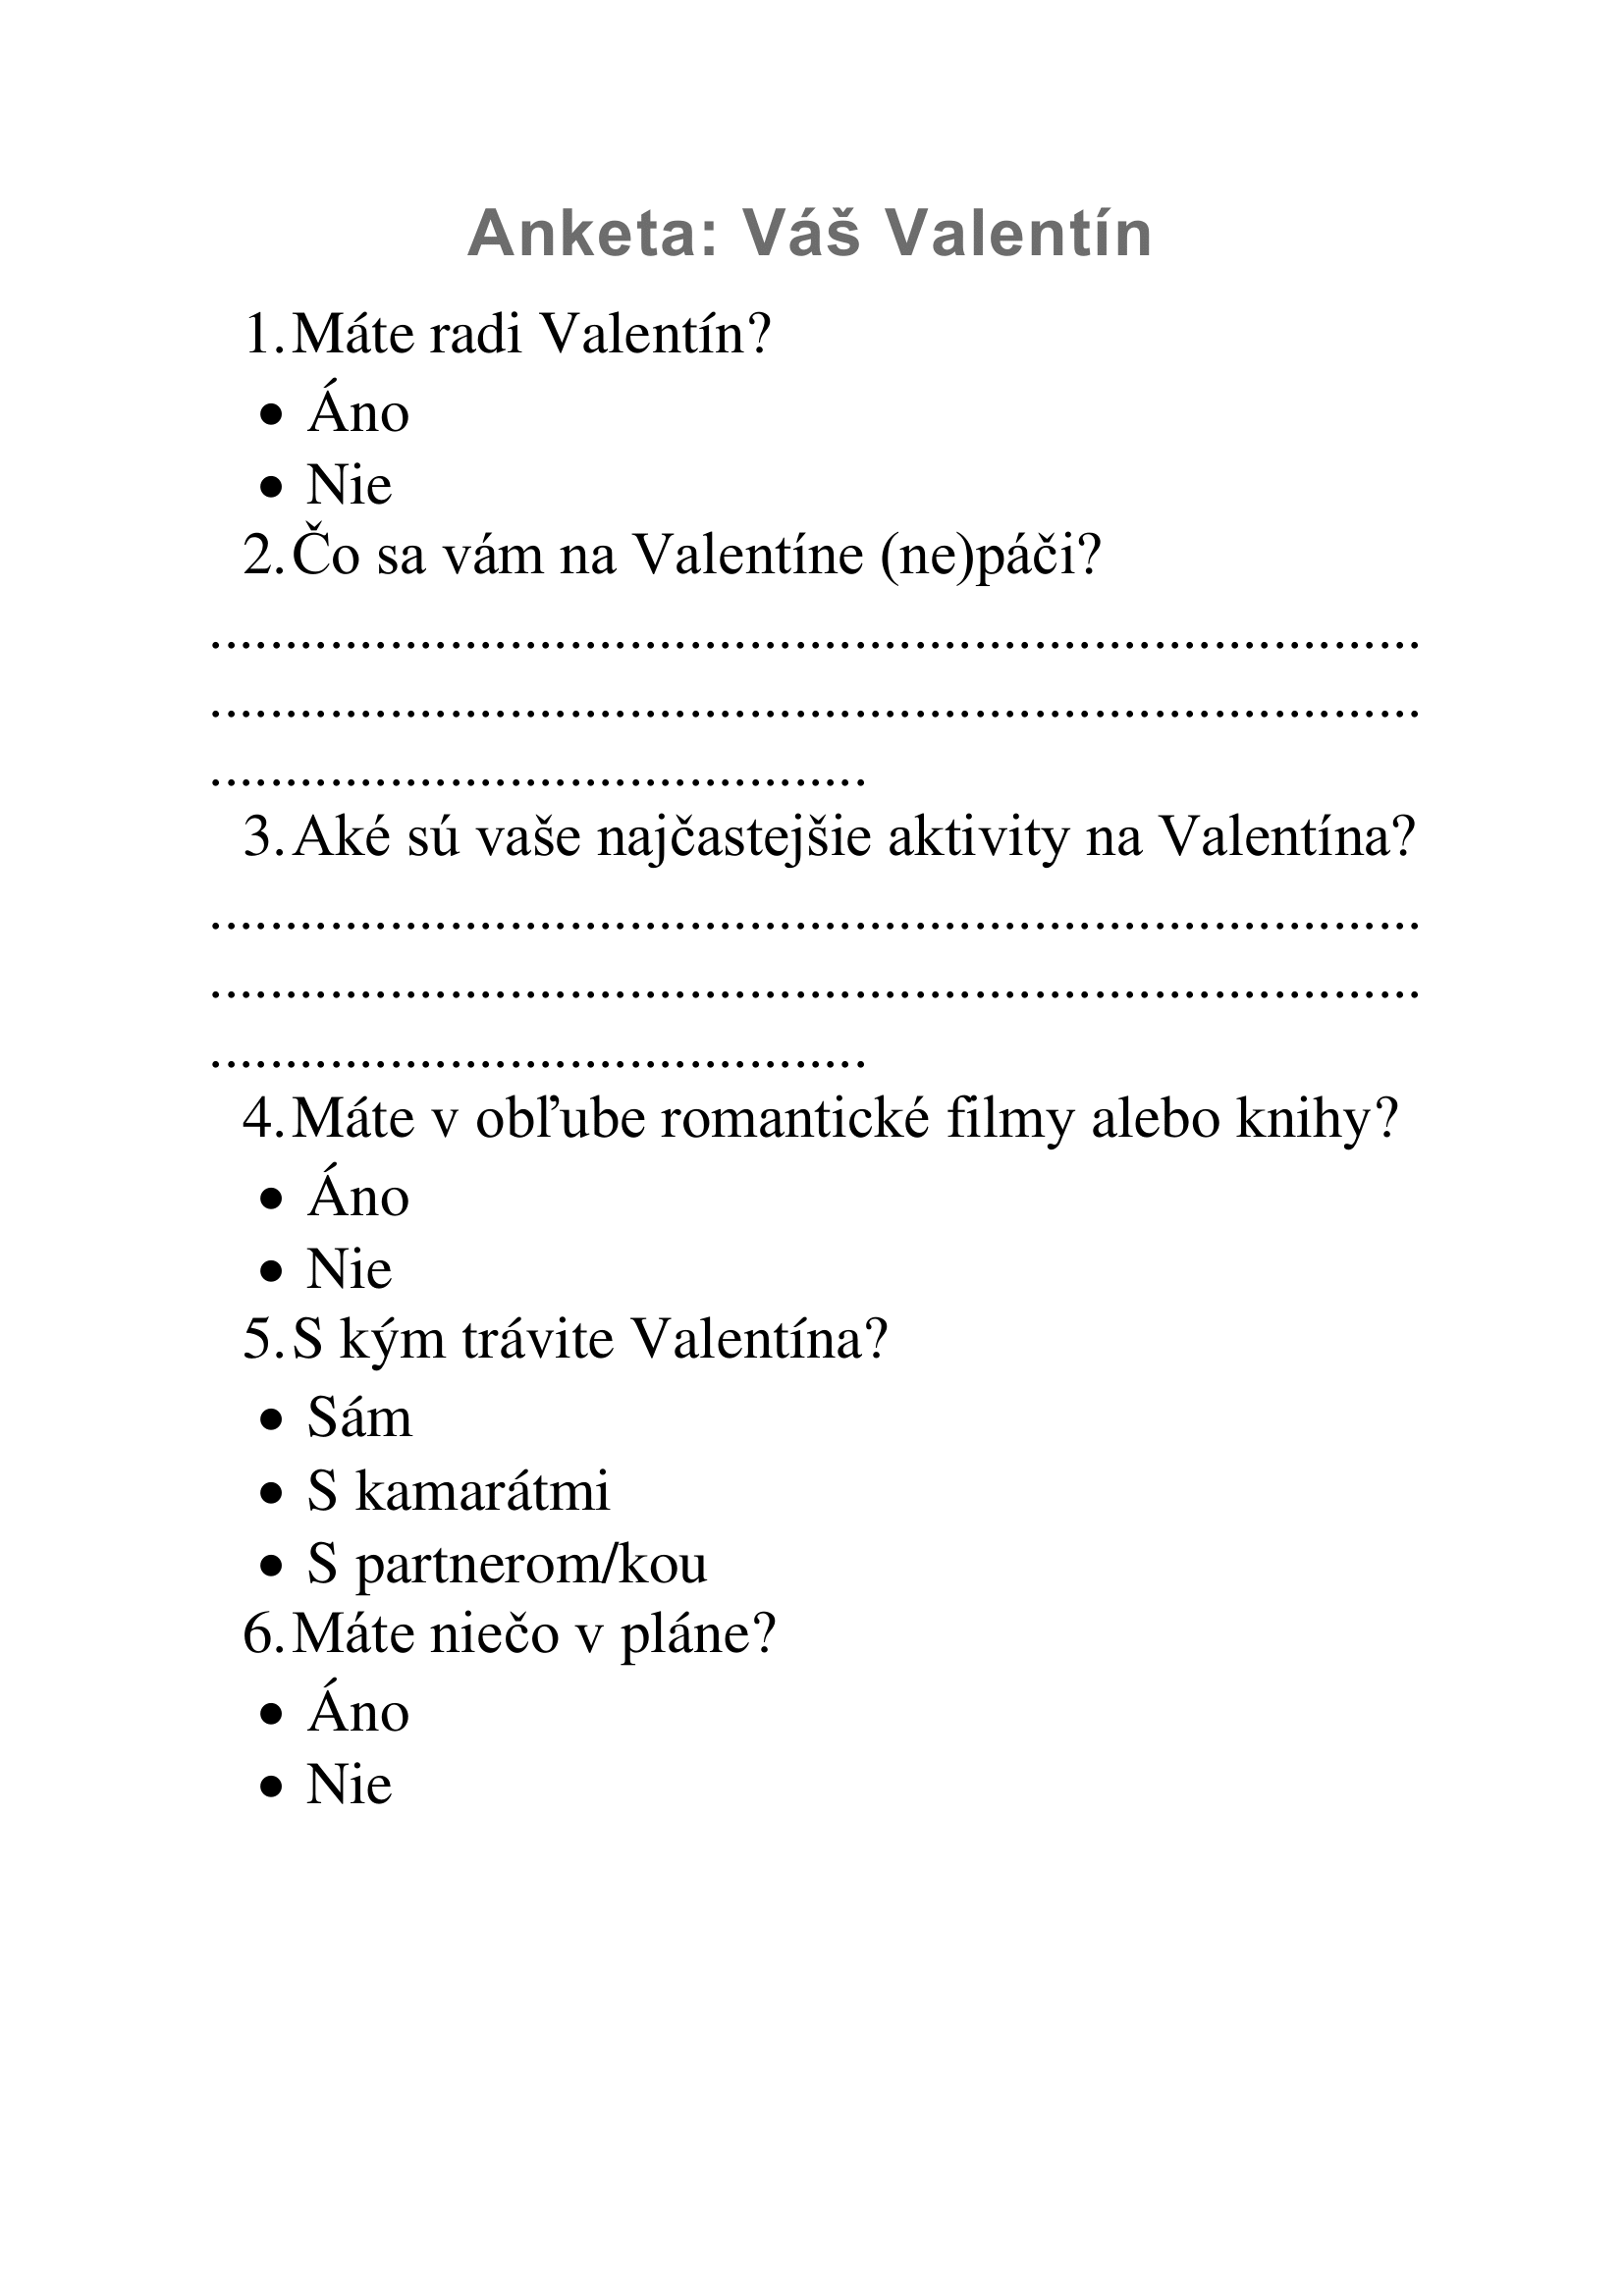 Anketa: Váš Valentín
1. Máte radi Valentín?
• Áno
• Nie
2. Čo sa vám na Valentíne (ne)páči?
................................................................................
................................................................................
............................................
3. Aké sú vaše najčastejšie aktivity na Valentína?
................................................................................
................................................................................
............................................
4. Máte v obľube romantické filmy alebo knihy?
• Áno
• Nie
5. S kým trávite Valentína?
• Sám
• S kamarátmi
• S partnerom/kou
6. Máte niečo v pláne?
• Áno
• Nie